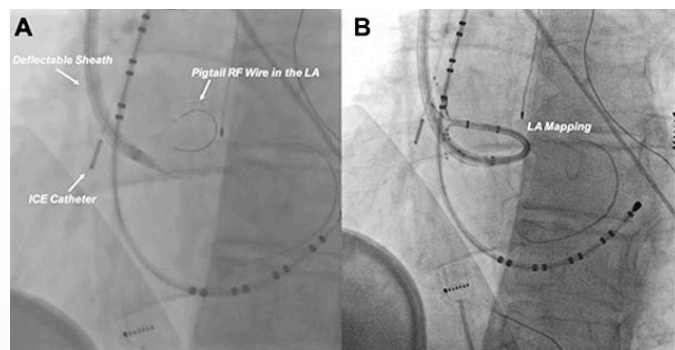 A
Deflectable Sheath
Pigtail RF Wire in the LA
ICE Catheter
B
LA Mapping